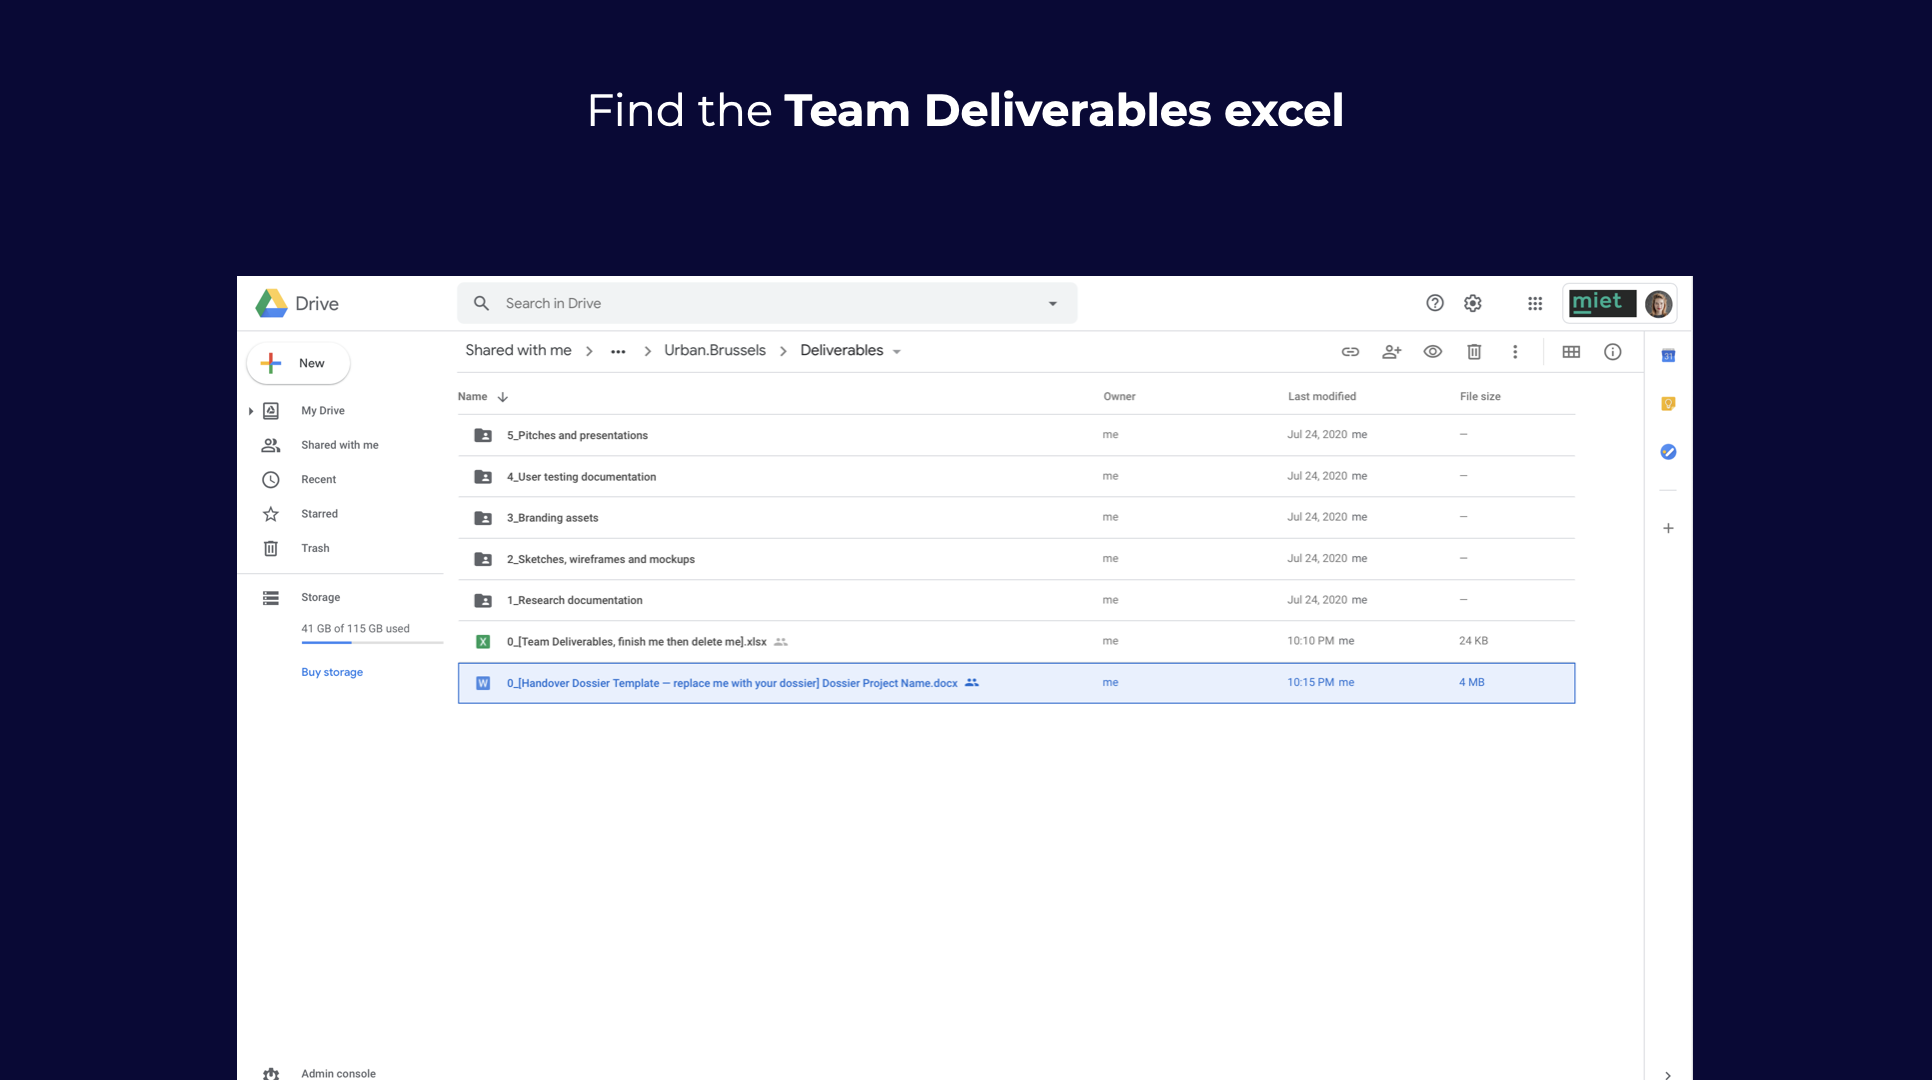 Find the Team Deliverables excel
Drive
Search in Drive
miet
New
Shared with me
Urban.Brussels
Deliverables
31
My Drive
Shared with me
Recent
Starred
Trash
Storage
41 GB of 115 GB used
Buy storage
Admin console
Name Owner Last modified File size
5_Pitches and presentations me Jul 24, 2020 me –
4_User testing documentation me Jul 24, 2020 me –
3_Branding assets me Jul 24, 2020 me –
2_Sketches, wireframes and mockups me Jul 24, 2020 me –
1_Research documentation me Jul 24, 2020 me –
X 0_[Team Deliverables, finish me then delete me].xlsx me 10:10 PM me 24 KB
W 0_[Handover Dossier Template — replace me with your dossier] Dossier Project Name.docx me 10:15 PM me 4 MB